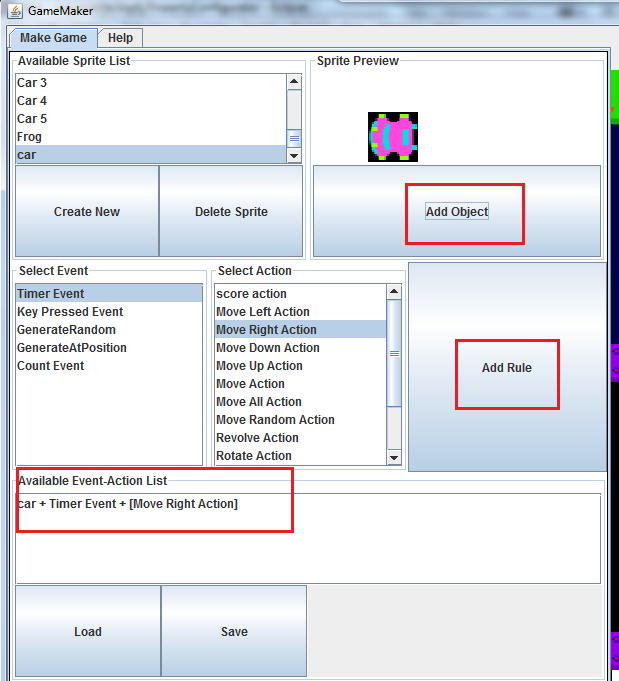 GameMaker
Make Game
Help
Available Sprite List
Car 3
Car 4
Car 5
Frog
car
Create New
Delete Sprite
Sprite Preview
Add Object
Select Event
Timer Event
Key Pressed Event
GenerateRandom
GenerateAtPosition
Count Event
Select Action
score action
Move Left Action
Move Right Action
Move Down Action
Move Up Action
Move Action
Move All Action
Move Random Action
Revolve Action
Rotate Action
Add Rule
Available Event-Action List
car + Timer Event + [Move Right Action]
Load
Save